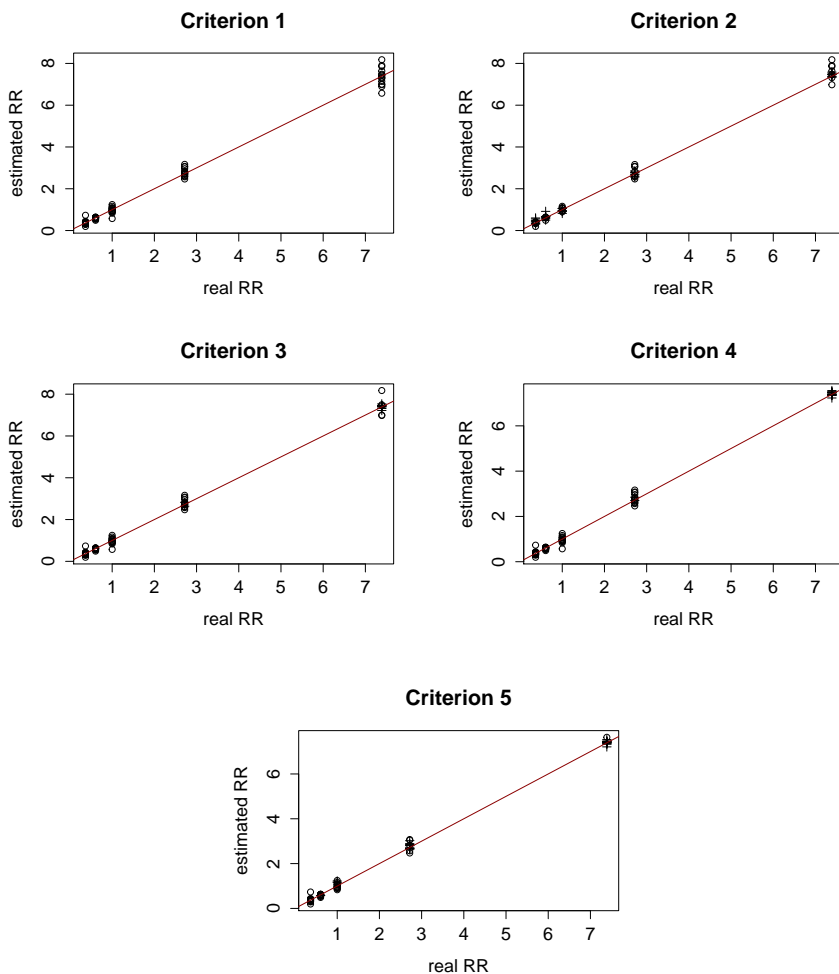 Criterion 1
estimated RR
8
6
4
2
0
1 2 3 4 5 6 7
real RR
Criterion 2
estimated RR
8
6
4
2
0
1 2 3 4 5 6 7
real RR
Criterion 3
estimated RR
8
6
4
2
0
1 2 3 4 5 6 7
real RR
Criterion 4
estimated RR
6
4
2
0
1 2 3 4 5 6 7
real RR
Criterion 5
estimated RR
6
4
2
0
1 2 3 4 5 6 7
real RR